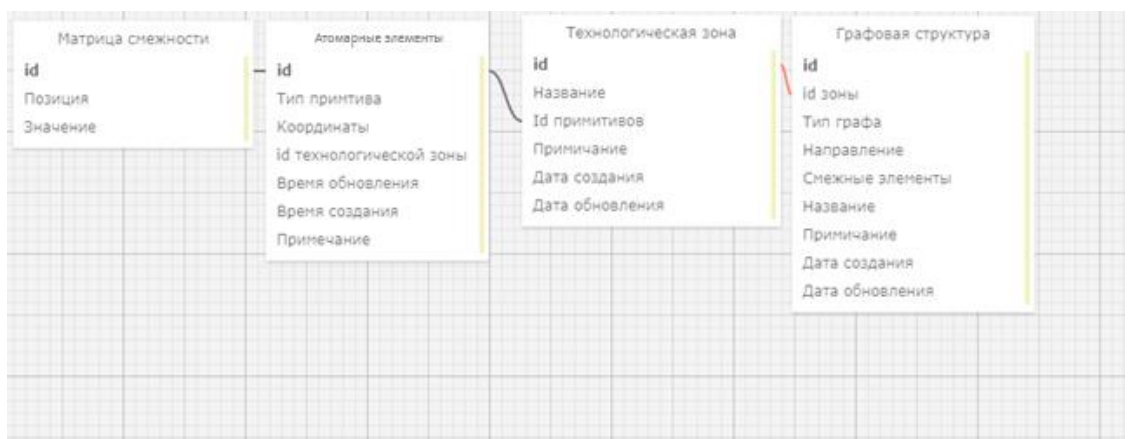 Матрица смежности
id
Позиция
Значение
Атомарные элементы
id
Тип примтива
Координаты
id технологической зоны
Время обновления
Время создания
Примечание
Технологическая зона
id
Название
Id примитивов
Примичание
Дата создания
Дата обновления
Графовая структура
id
id зоны
Тип графа
Направление
Смежные элементы
Название
Примичание
Дата создания
Дата обновления